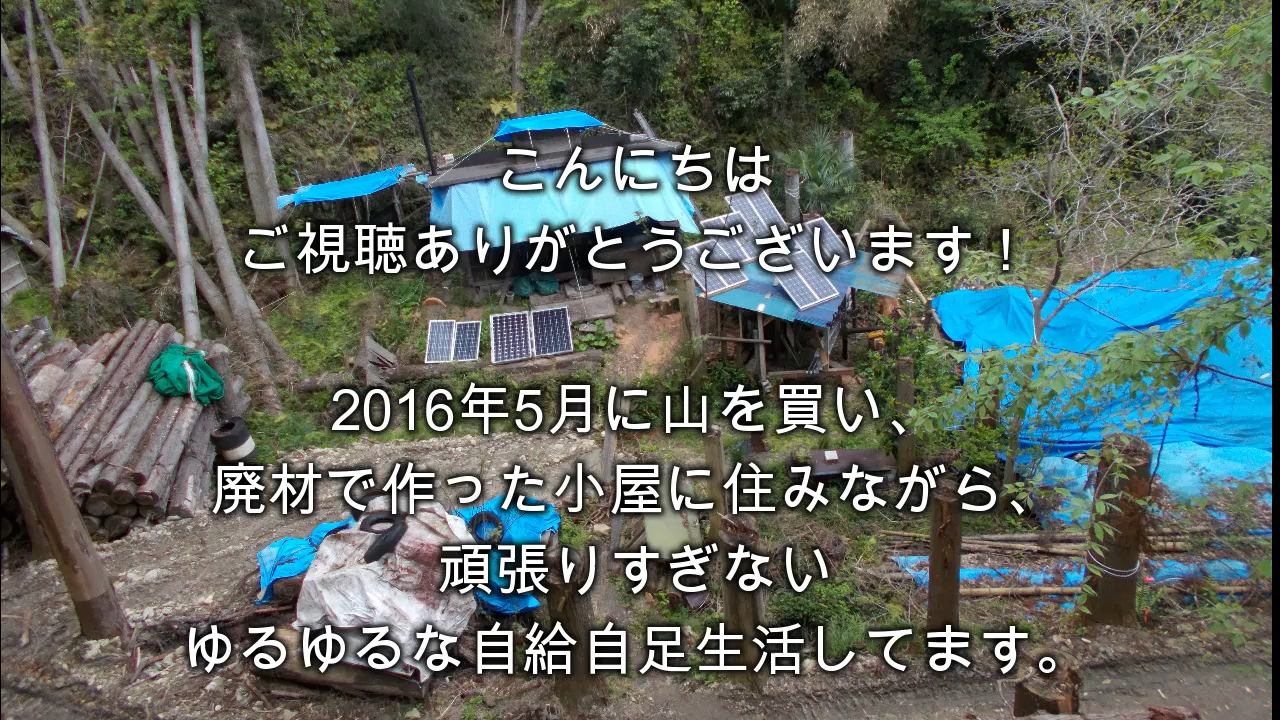 こんにちは
ご視聴ありがとうございます！
2016年5月に山を買い、
廃材で作った小屋に住みながら、
頑張りすぎない
ゆるゆるな自給自足生活してます。